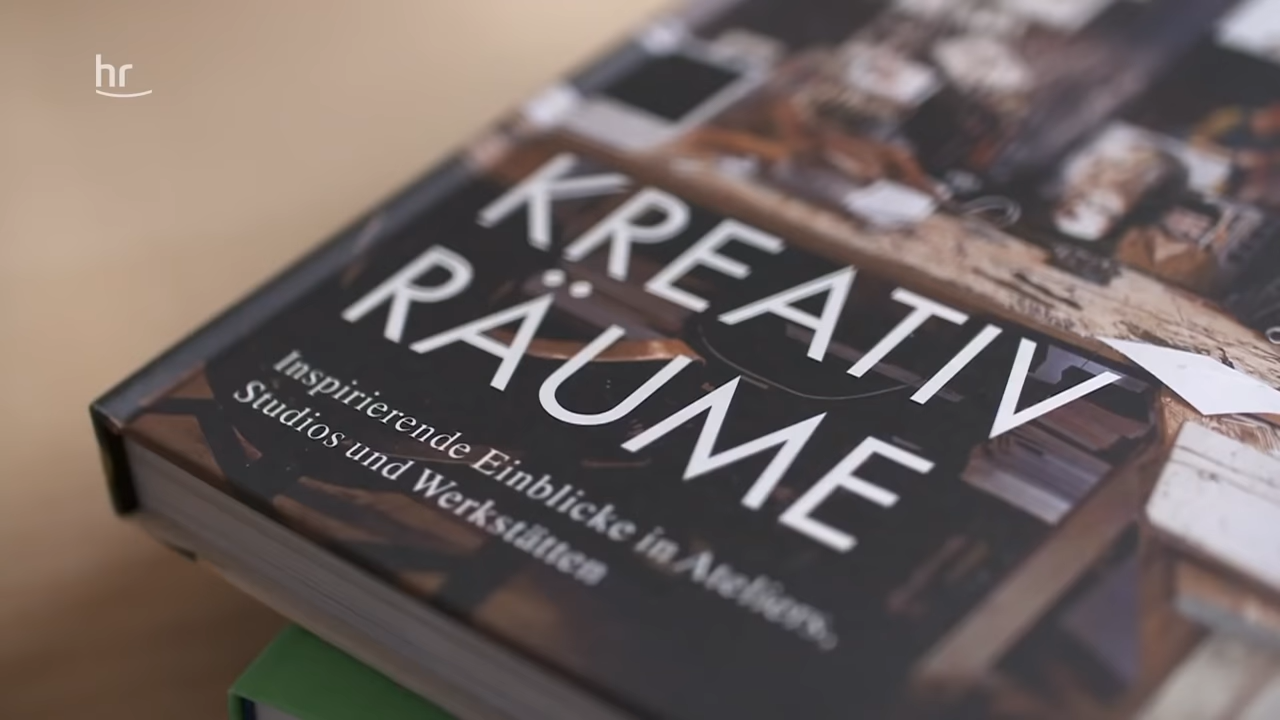 hr
KREATIV
RÄUME
Inspirierende Einblicke in Ateliers,
Studios und Werkstätten